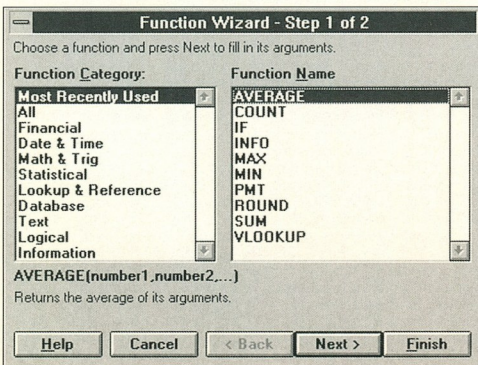 Function Wizard - Step 1 of 2
Choose a function and press Next to fill in its arguments.
Function Category:
Most Recently Used
All
Financial
Date & Time
Math & Trig
Statistical
Lookup & Reference
Database
Text
Logical
Information
Function Name
AVERAGE
COUNT
IF
INFO
MAX
MIN
PMT
ROUND
SUM
VLOOKUP
AVERAGE(number1,number2,...)
Returns the average of its arguments.
Help Cancel < Back Next > Finish